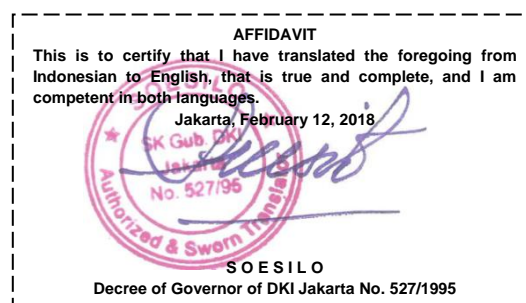 AFFIDAVIT
This is to certify that I have translated the foregoing from
Indonesian to English, that is true and complete, and I am
competent in both languages.
Jakarta, February 12, 2018
SOESILO
SK Gub. DKI
Jakarta
No. 527/95
Authorized & Sworn Translator
S O E S I L O
Decree of Governor of DKI Jakarta No. 527/1995